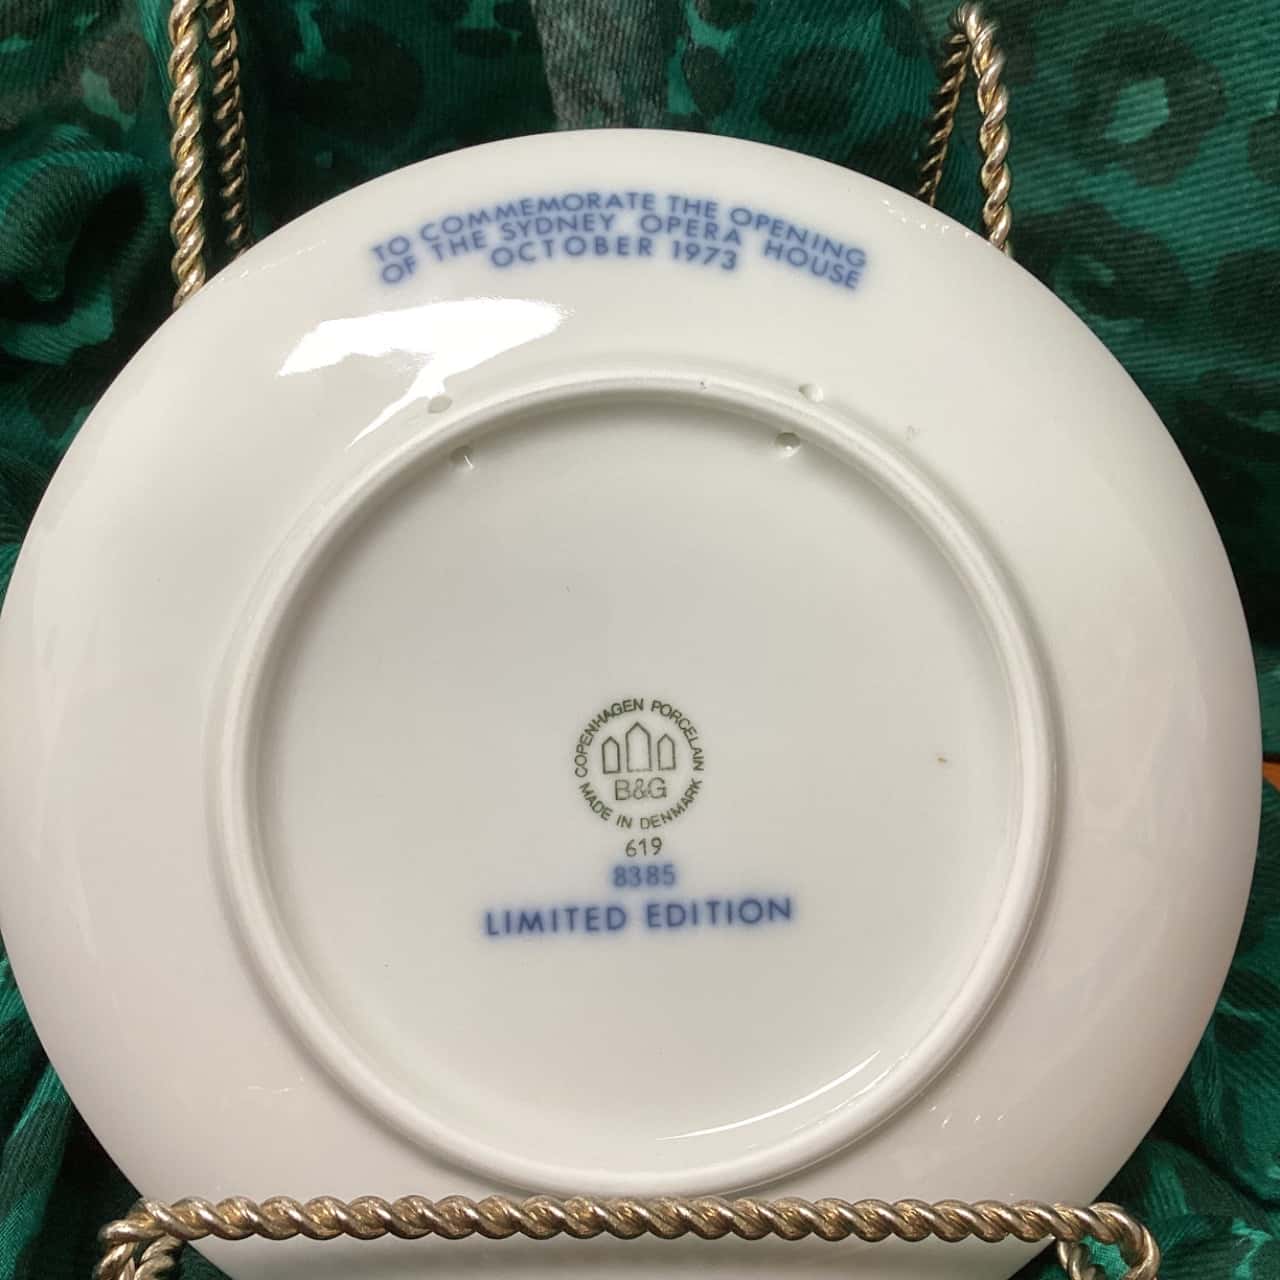 TO COMMEMORATE THE OPENING
OF THE SYDNEY OPERA HOUSE
OCTOBER 1973
COPENHAGEN PORCELAIN
B&G
MADE IN DENMARK
619
8385
LIMITED EDITION